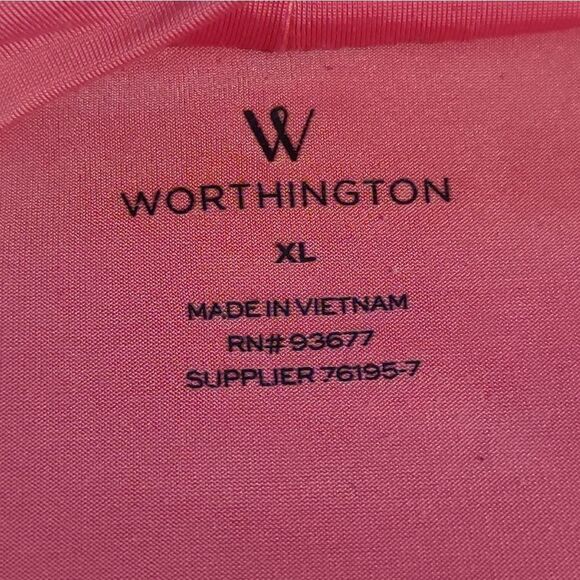 W
WORTHINGTON
XL
MADE IN VIETNAM
RN# 93677
SUPPLIER 76195-7